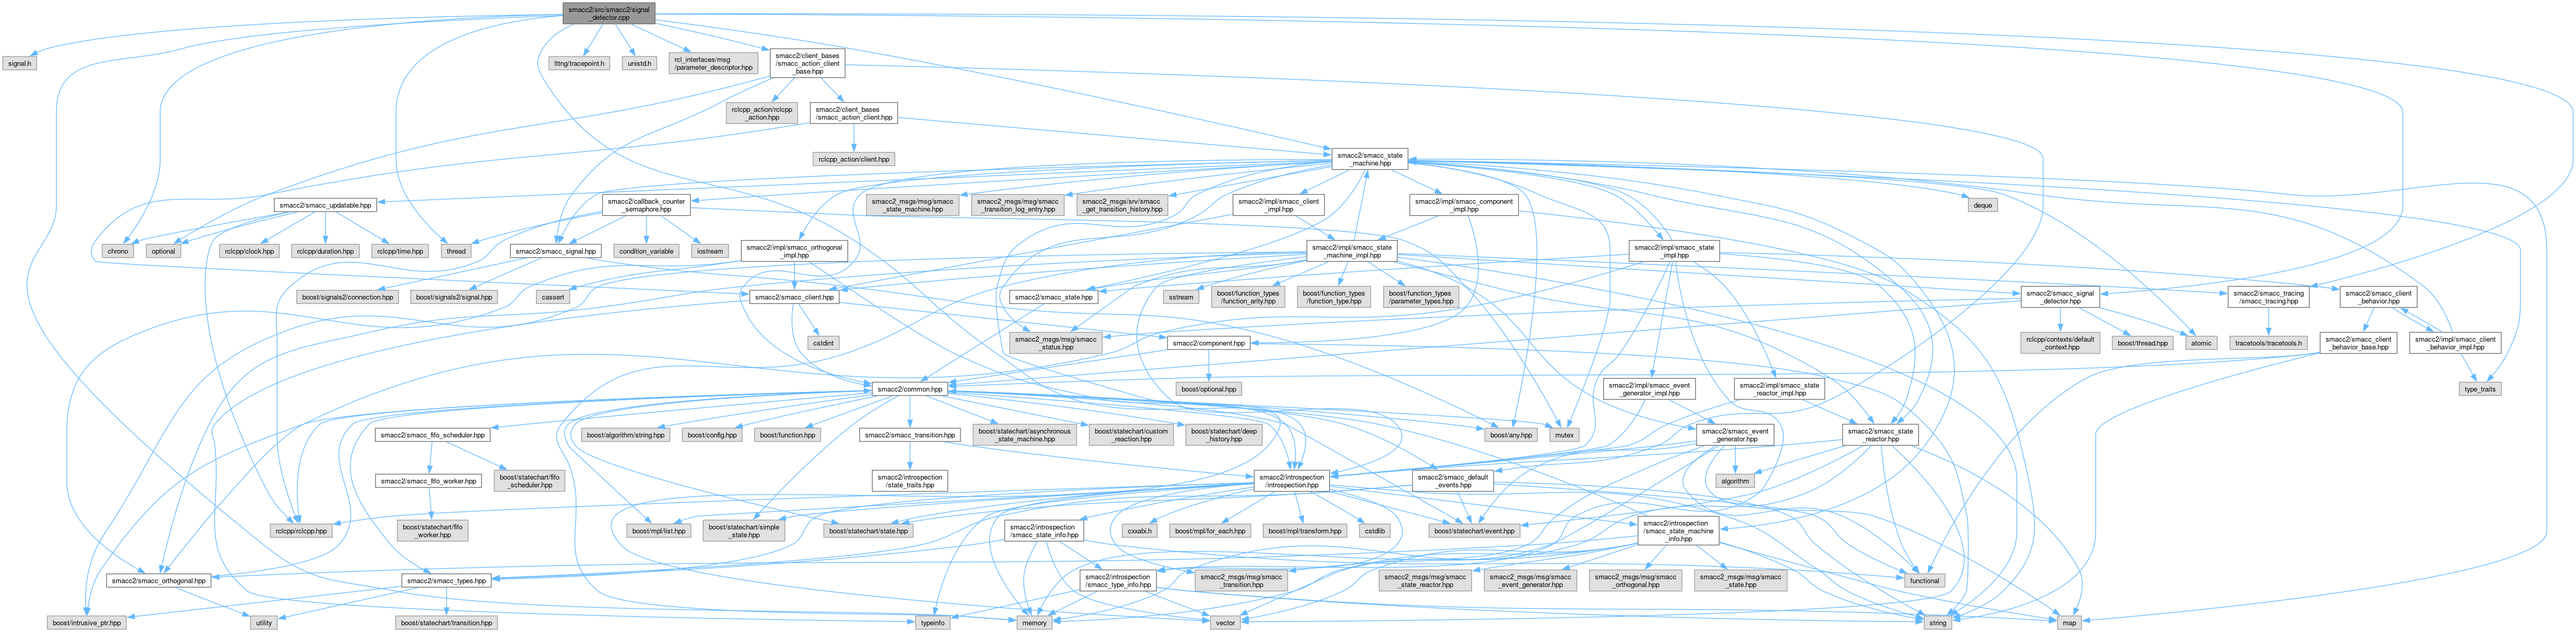 smacc2/src/smacc2/signal
_detector.cpp
signal.h
lttng/tracepoint.h
unistd.h
rcl_interfaces/msg
/parameter_descriptor.hpp
smacc2/client_bases
/smacc_action_client
_base.hpp
rclcpp_action/rclcpp
_action.hpp
smacc2/client_bases
/smacc_action_client.hpp
rclcpp_action/client.hpp
smacc2/smacc_state
_machine.hpp
smacc2/smacc_updatable.hpp
smacc2/callback_counter
_semaphore.hpp
smacc2_msgs/msg/smacc
_state_machine.hpp
smacc2_msgs/msg/smacc
_transition_log_entry.hpp
smacc2_msgs/srv/smacc
_get_transition_history.hpp
smacc2/impl/smacc_client
_impl.hpp
smacc2/impl/smacc_component
_impl.hpp
deque
chrono
optional
rclcpp/clock.hpp
rclcpp/duration.hpp
rclcpp/time.hpp
thread
smacc2/smacc_signal.hpp
condition_variable
iostream
smacc2/impl/smacc_orthogonal
_impl.hpp
smacc2/impl/smacc_state
_machine_impl.hpp
smacc2/impl/smacc_state
_impl.hpp
boost/signals2/connection.hpp
boost/signals2/signal.hpp
cassert
smacc2/smacc_client.hpp
smacc2/smacc_state.hpp
sstream
boost/function_types
/function_arity.hpp
boost/function_types
/function_type.hpp
boost/function_types
/parameter_types.hpp
smacc2/smacc_signal
_detector.hpp
smacc2/smacc_tracing
/smacc_tracing.hpp
smacc2/smacc_client
_behavior.hpp
cstdint
smacc2_msgs/msg/smacc
_status.hpp
smacc2/component.hpp
rclcpp/contexts/default
_context.hpp
boost/thread.hpp
atomic
tracetools/tracetools.h
smacc2/smacc_client
_behavior_base.hpp
smacc2/impl/smacc_client
_behavior_impl.hpp
smacc2/common.hpp
boost/optional.hpp
smacc2/impl/smacc_event
_generator_impl.hpp
smacc2/impl/smacc_state
_reactor_impl.hpp
type_traits
smacc2/smacc_fifo_scheduler.hpp
boost/algorithm/string.hpp
boost/config.hpp
boost/function.hpp
smacc2/smacc_transition.hpp
boost/statechart/asynchronous
_state_machine.hpp
boost/statechart/custom
_reaction.hpp
boost/statechart/deep
_history.hpp
boost/any.hpp
mutex
smacc2/smacc_event
_generator.hpp
smacc2/smacc_state
_reactor.hpp
smacc2/smacc_fifo_worker.hpp
boost/statechart/fifo
_scheduler.hpp
smacc2/introspection
/state_traits.hpp
smacc2/introspection
/introspection.hpp
smacc2/smacc_default
_events.hpp
algorithm
rclcpp/rclcpp.hpp
boost/statechart/fifo
_worker.hpp
boost/mpl/list.hpp
boost/statechart/simple
_state.hpp
boost/statechart/state.hpp
smacc2/introspection
/smacc_state_info.hpp
cxxabi.h
boost/mpl/for_each.hpp
boost/mpl/transform.hpp
cstdlib
boost/statechart/event.hpp
smacc2/introspection
/smacc_state_machine
_info.hpp
smacc2/smacc_orthogonal.hpp
smacc2/smacc_types.hpp
smacc2/introspection
/smacc_type_info.hpp
smacc2_msgs/msg/smacc
_transition.hpp
smacc2_msgs/msg/smacc
_state_reactor.hpp
smacc2_msgs/msg/smacc
_event_generator.hpp
smacc2_msgs/msg/smacc
_orthogonal.hpp
smacc2_msgs/msg/smacc
_state.hpp
functional
boost/intrusive_ptr.hpp
utility
boost/statechart/transition.hpp
typeinfo
memory
vector
string
map